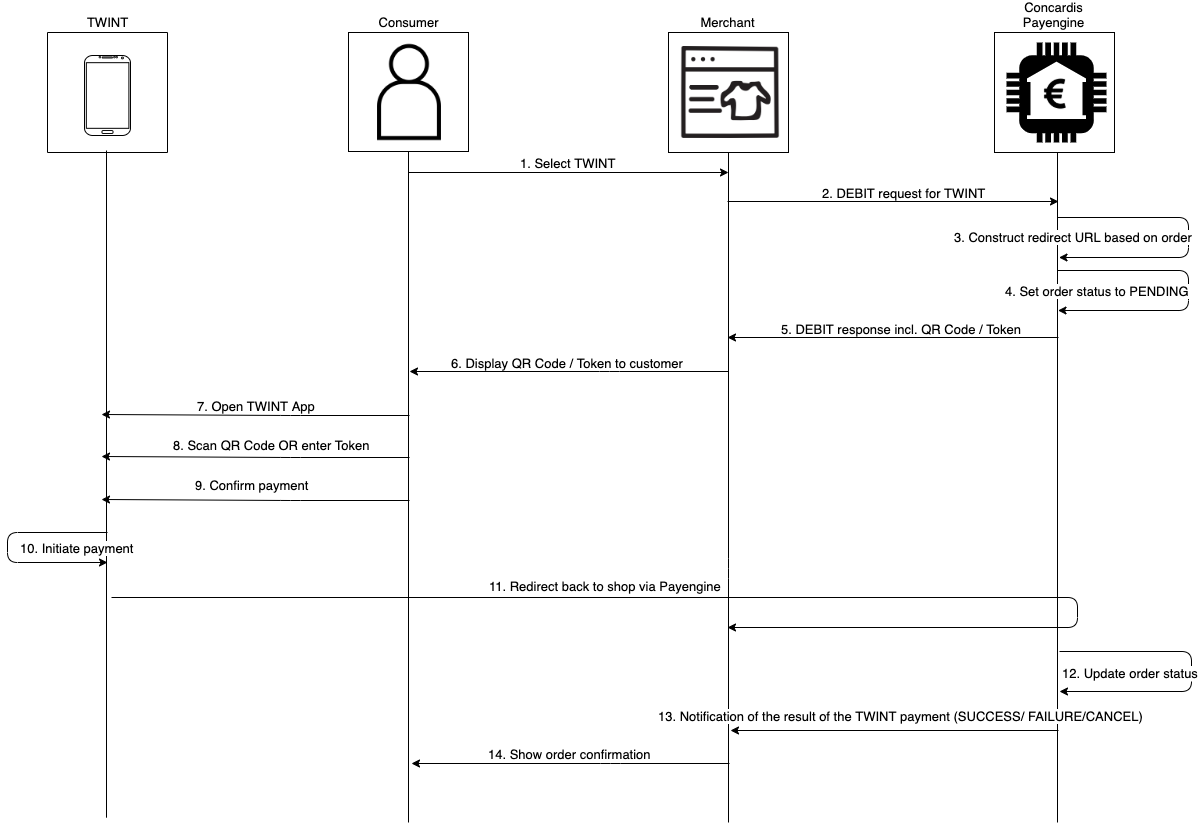 TWINT
Consumer
Merchant
Concardis
Payengine
€
1. Select TWINT
2. DEBIT request for TWINT
3. Construct redirect URL based on order
4. Set order status to PENDING
5. DEBIT response incl. QR Code / Token
6. Display QR Code / Token to customer
7. Open TWINT App
8. Scan QR Code OR enter Token
9. Confirm payment
10. Initiate payment
11. Redirect back to shop via Payengine
12. Update order status
13. Notification of the result of the TWINT payment (SUCCESS/ FAILURE/CANCEL)
14. Show order confirmation